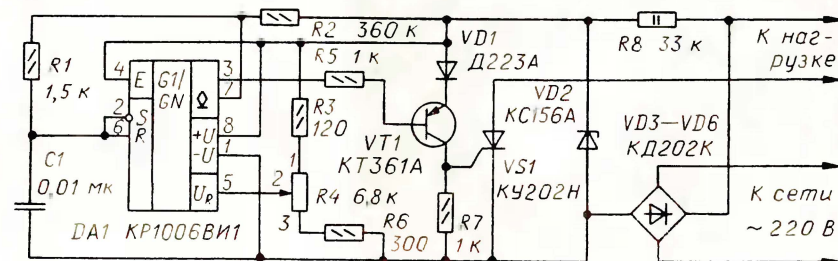 R2 360 к
R1
1,5 к
C1
0,01 мк
4
2
6
E
S
R
G1/
GN
+U
-U
U_R
3
7
8
1
5
DA1 КР1006ВИ1
R5 1 к
R3
120
1
2
3
R4 6,8 к
R6
300
VT1
КТ361А
VD1
Д223А
R7
1 к
VS1
КУ202Н
VD2
КС156А
R8 33 к
VD3—VD6
КД202К
К наг-
рузке
К сети
~ 220 В